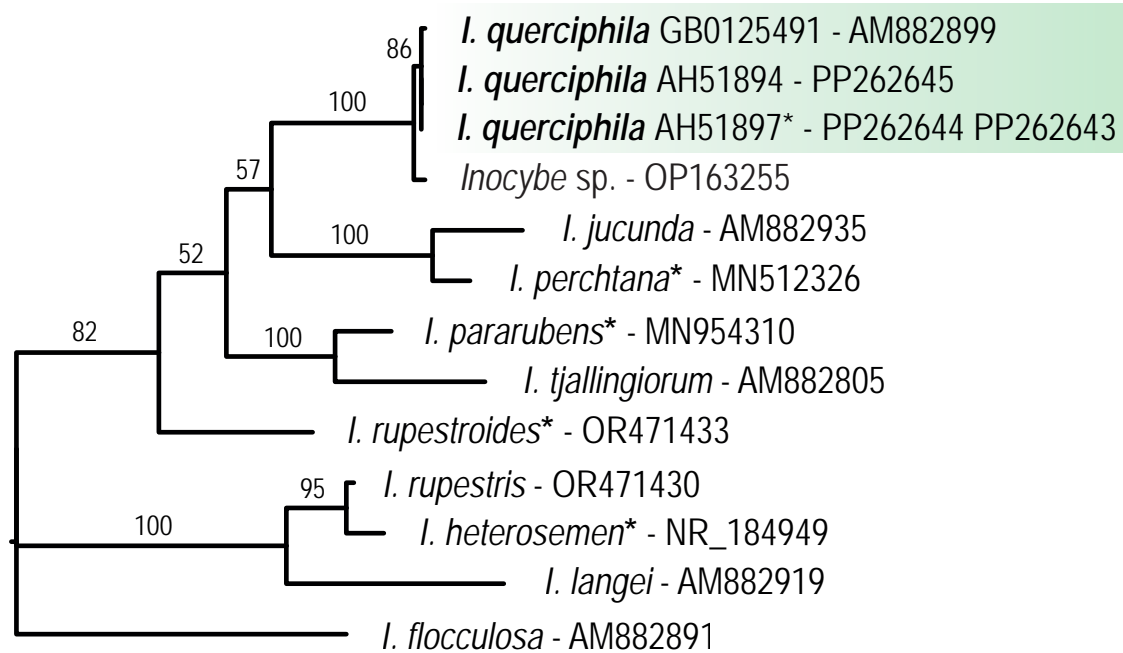 86
I. querciphila GB0125491 - AM882899
I. querciphila AH51894 - PP262645
100
I. querciphila AH51897* - PP262644 PP262643
57
Inocybe sp. - OP163255
100
I. jucunda - AM882935
52
I. perchtana* - MN512326
82
100
I. pararubens* - MN954310
I. tjallingiorum - AM882805
I. rupestroides* - OR471433
95
I. rupestris - OR471430
100
I. heterosemen* - NR_184949
I. langei - AM882919
I. flocculosa - AM882891